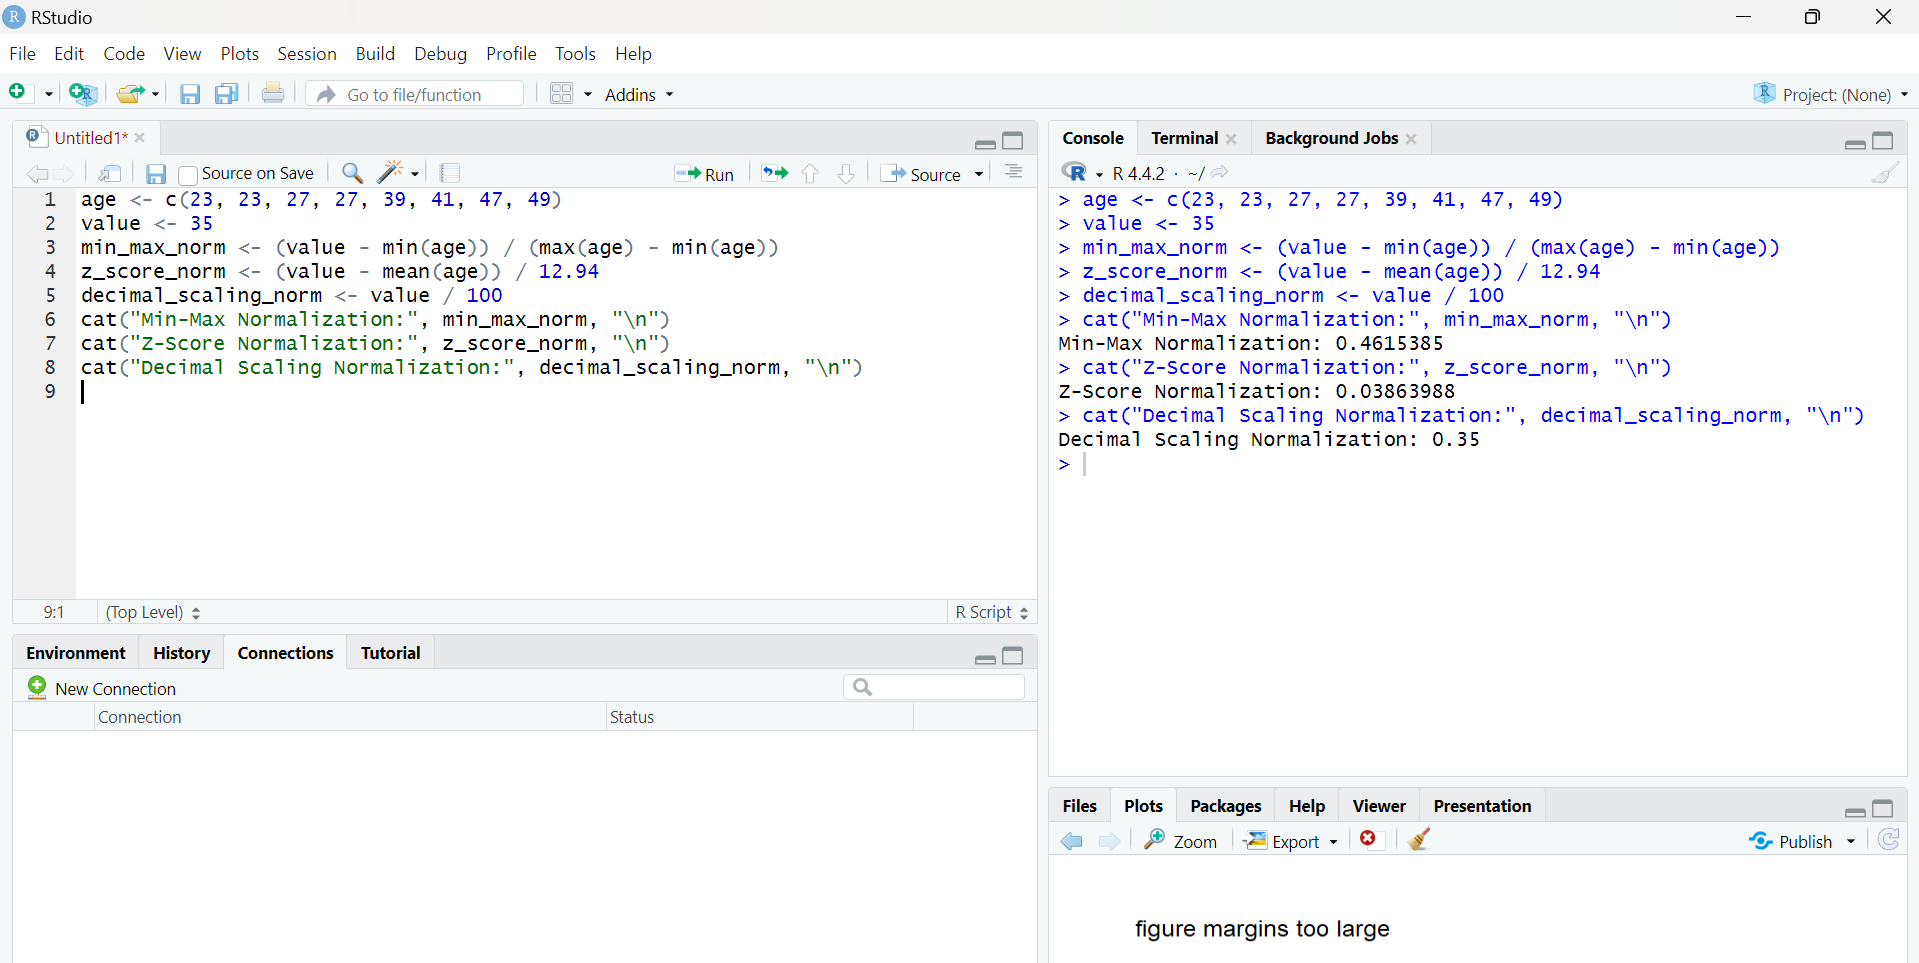 RStudio
File Edit Code View Plots Session Build Debug Profile Tools Help
Go to file/function Addins Project: (None)
Untitled1*
Source on Save Run Source
1 age <- c(23, 23, 27, 27, 39, 41, 47, 49)
2 value <- 35
3 min_max_norm <- (value - min(age)) / (max(age) - min(age))
4 z_score_norm <- (value - mean(age)) / 12.94
5 decimal_scaling_norm <- value / 100
6 cat("Min-Max Normalization:", min_max_norm, "\n")
7 cat("Z-Score Normalization:", z_score_norm, "\n")
8 cat("Decimal Scaling Normalization:", decimal_scaling_norm, "\n")
9
9:1 (Top Level) R Script
Environment History Connections Tutorial
New Connection
Connection Status
Console Terminal Background Jobs
R R 4.4.2 · ~/
> age <- c(23, 23, 27, 27, 39, 41, 47, 49)
> value <- 35
> min_max_norm <- (value - min(age)) / (max(age) - min(age))
> z_score_norm <- (value - mean(age)) / 12.94
> decimal_scaling_norm <- value / 100
> cat("Min-Max Normalization:", min_max_norm, "\n")
Min-Max Normalization: 0.4615385
> cat("Z-Score Normalization:", z_score_norm, "\n")
Z-Score Normalization: 0.03863988
> cat("Decimal Scaling Normalization:", decimal_scaling_norm, "\n")
Decimal Scaling Normalization: 0.35
>
Files Plots Packages Help Viewer Presentation
Zoom Export Publish
figure margins too large